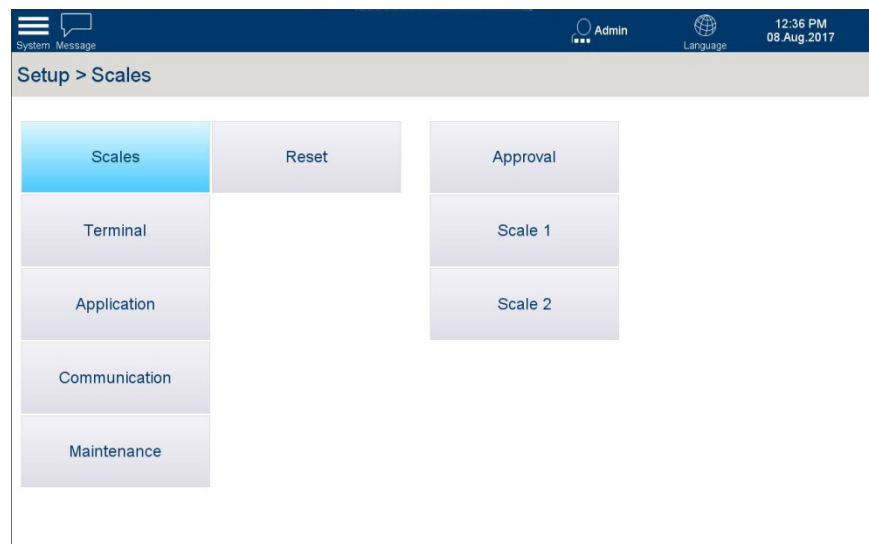 System Message
Admin
Language
12:36 PM
08.Aug.2017
Setup > Scales
Scales
Reset
Approval
Terminal
Scale 1
Application
Scale 2
Communication
Maintenance